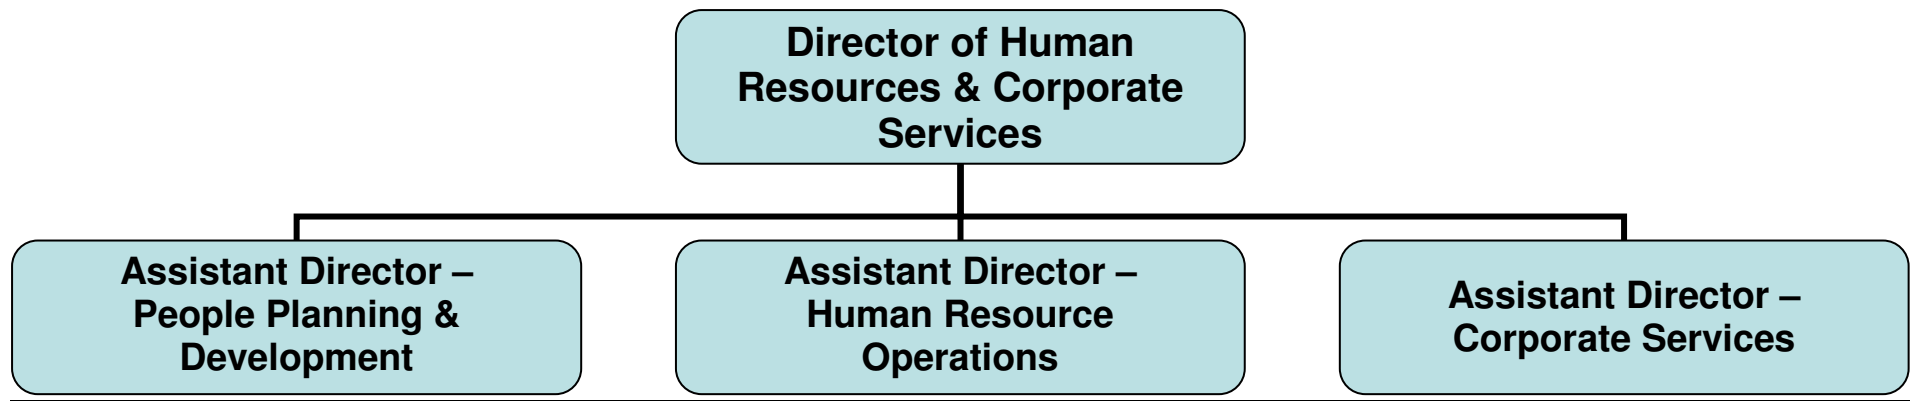 Director of Human
Resources & Corporate
Services
Assistant Director –
People Planning &
Development
Assistant Director –
Human Resource
Operations
Assistant Director –
Corporate Services